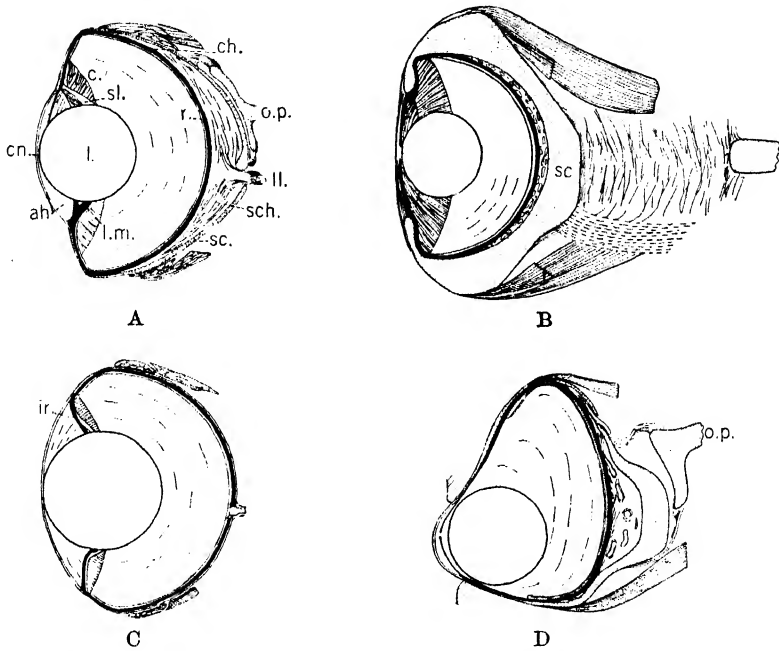 ch.
c.
sl.
r.
o.p.
cn.
l.
II.
ah.
sch.
l.m.
sc.
A
sc
B
ir.
C
o.p.
D